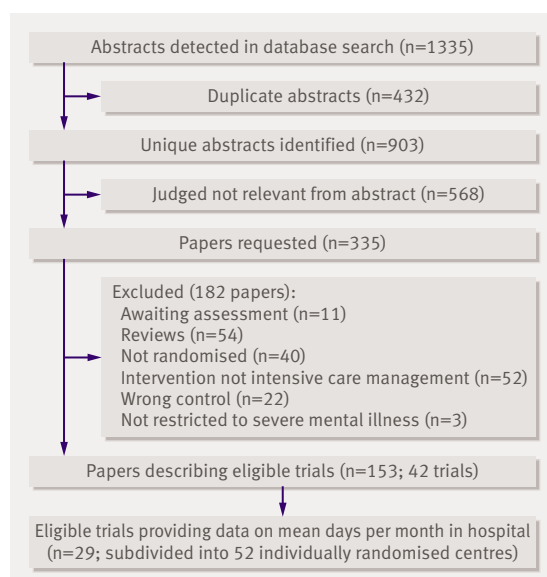 Abstracts detected in database search (n=1335)
Duplicate abstracts (n=432)
Unique abstracts identified (n=903)
Judged not relevant from abstract (n=568)
Papers requested (n=335)
Excluded (182 papers):
Awaiting assessment (n=11)
Reviews (n=54)
Not randomised (n=40)
Intervention not intensive care management (n=52)
Wrong control (n=22)
Not restricted to severe mental illness (n=3)
Papers describing eligible trials (n=153; 42 trials)
Eligible trials providing data on mean days per month in hospital
(n=29; subdivided into 52 individually randomised centres)